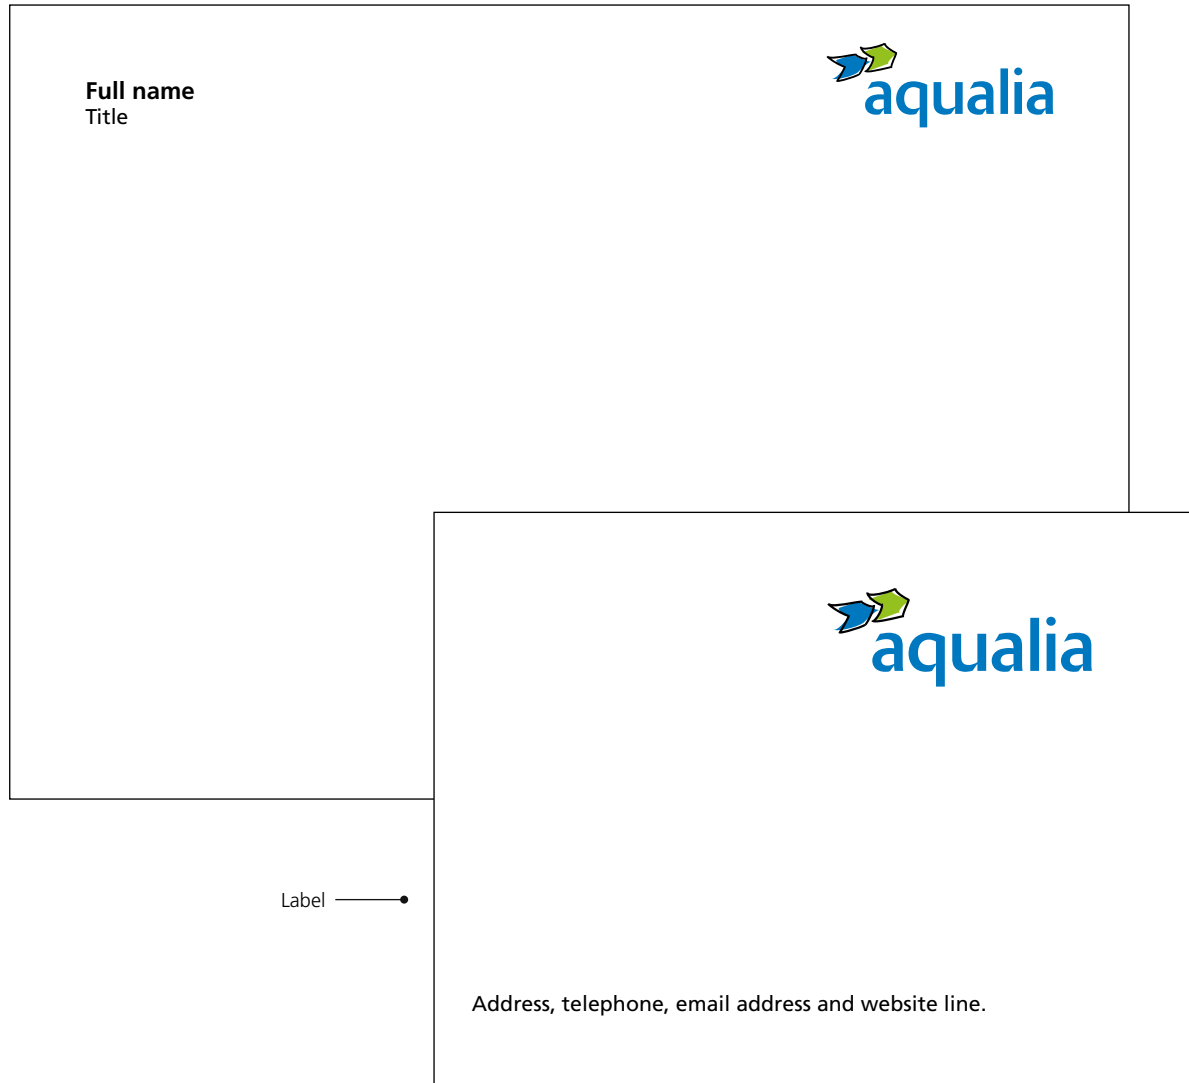 Full name
Title
aqualia
aqualia
Label
Address, telephone, email address and website line.